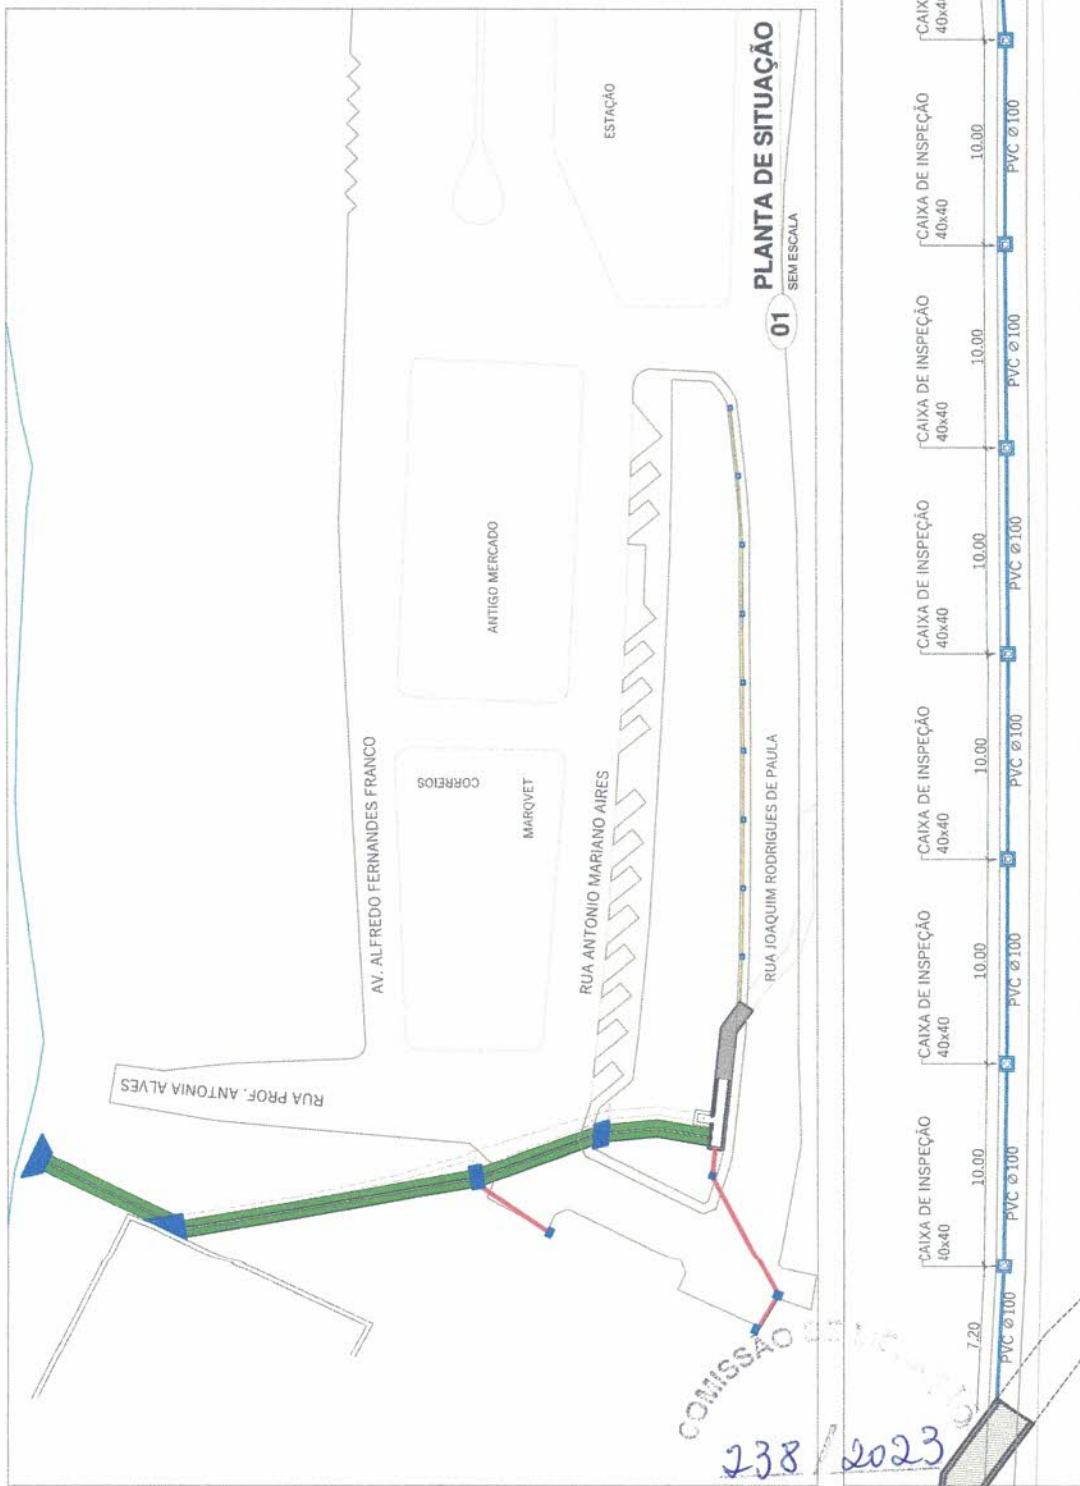 ESTAÇÃO
PLANTA DE SITUAÇÃO
01
SEM ESCALA
ANTIGO MERCADO
AV. ALFREDO FERNANDES FRANCO
CORREIOS
MARQVET
RUA ANTONIO MARIANO AIRES
RUA JOAQUIM RODRIGUES DE PAULA
RUA PROF. ANTONIA ALVES
COMISSAO
238 / 2023
40x40
CAIXA DE INSPEÇÃO
40x40
10.00
PVC Ø100
CAIXA DE INSPEÇÃO
40x40
10.00
PVC Ø100
CAIXA DE INSPEÇÃO
40x40
10.00
PVC Ø100
CAIXA DE INSPEÇÃO
40x40
10.00
PVC Ø100
CAIXA DE INSPEÇÃO
40x40
10.00
PVC Ø100
CAIXA DE INSPEÇÃO
40x40
10.00
PVC Ø100
7.20
PVC Ø100